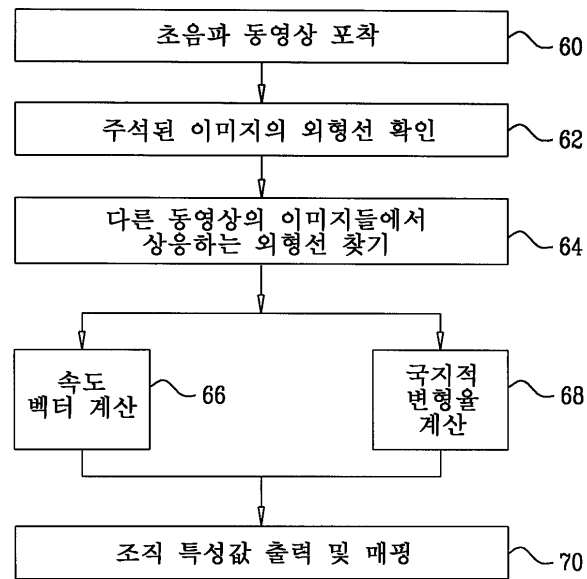 초음파 동영상 포착
60
주석된 이미지의 외형선 확인
62
다른 동영상의 이미지들에서
상응하는 외형선 찾기
64
속도
벡터 계산
66
국지적
변형율
계산
68
조직 특성값 출력 및 매핑
70